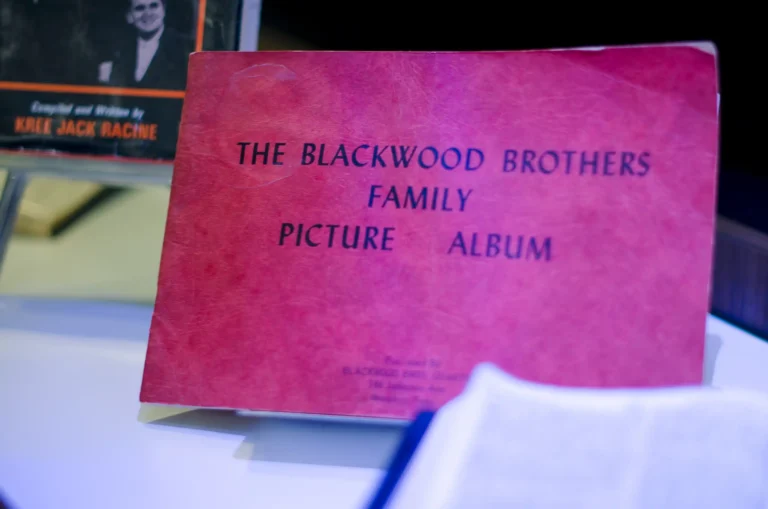 Compiled and Written by
KREE JACK RACINE
THE BLACKWOOD BROTHERS
FAMILY
PICTURE ALBUM